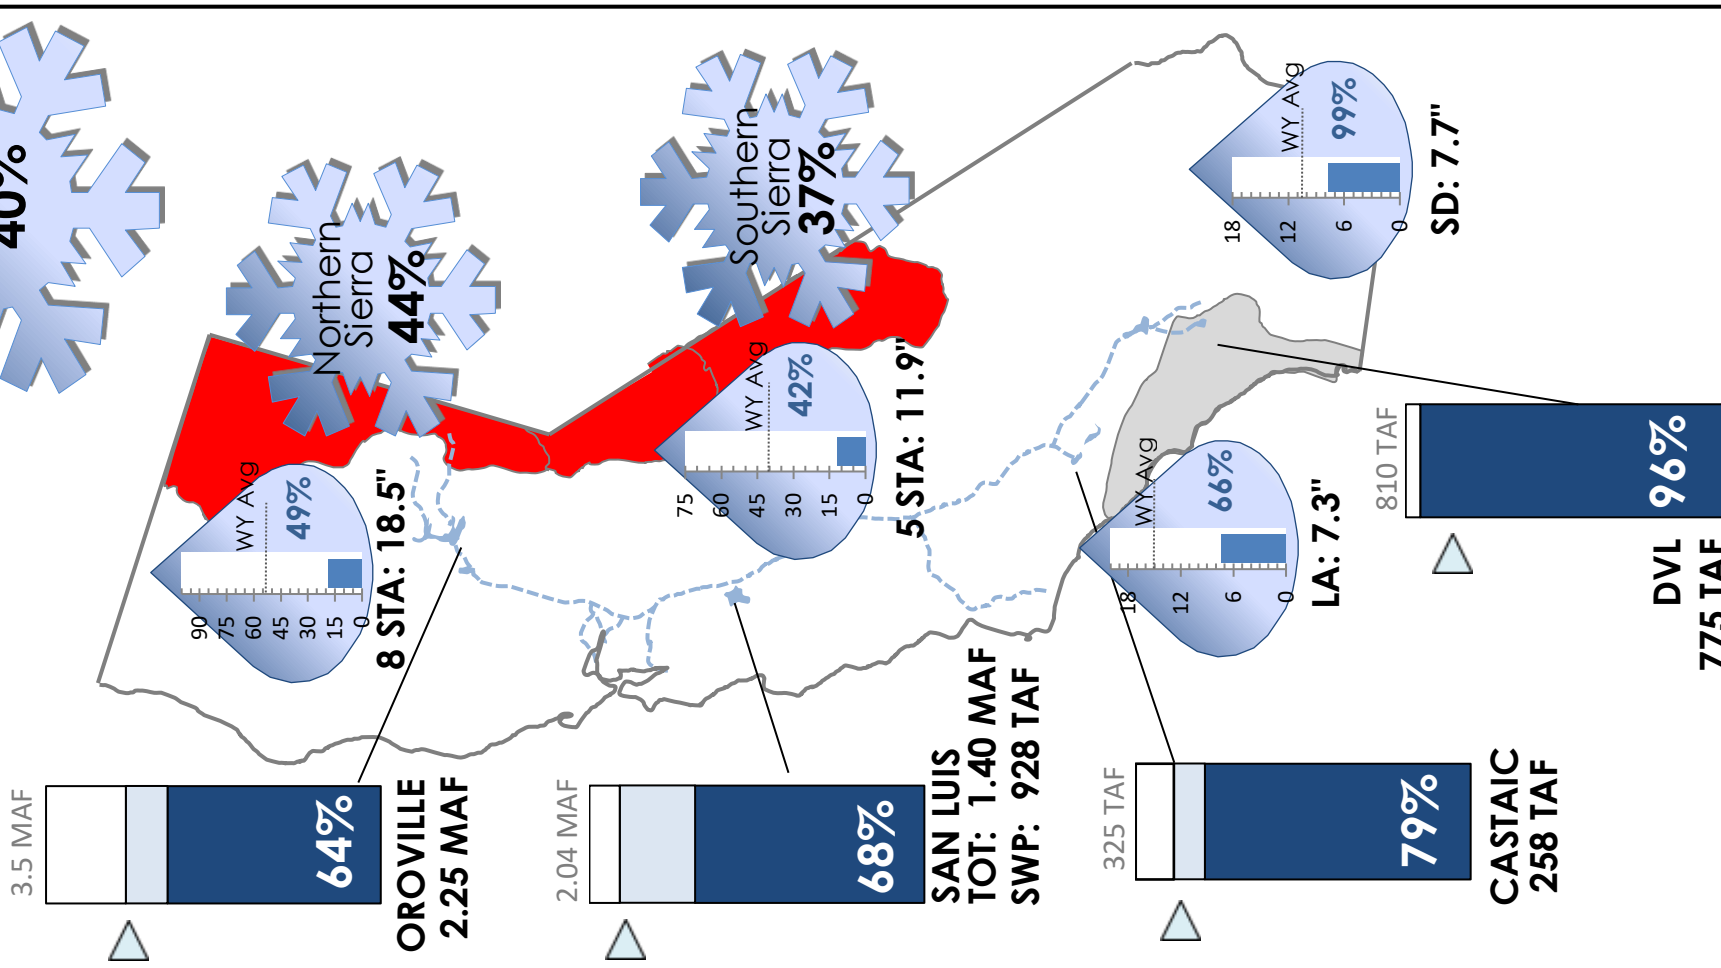 40%
Northern
Sierra
44%
Southern
Sierra
37%
WY Avg
49%
90
75
60
45
30
15
0
8 STA: 18.5"
WY Avg
42%
75
60
45
30
15
0
5 STA: 11.9"
WY Avg
99%
18
12
6
0
SD: 7.7"
WY Avg
66%
18
12
6
0
LA: 7.3"
3.5 MAF
64%
OROVILLE
2.25 MAF
2.04 MAF
68%
SAN LUIS
TOT: 1.40 MAF
SWP: 928 TAF
325 TAF
79%
CASTAIC
258 TAF
810 TAF
96%
DVL
775 TAF